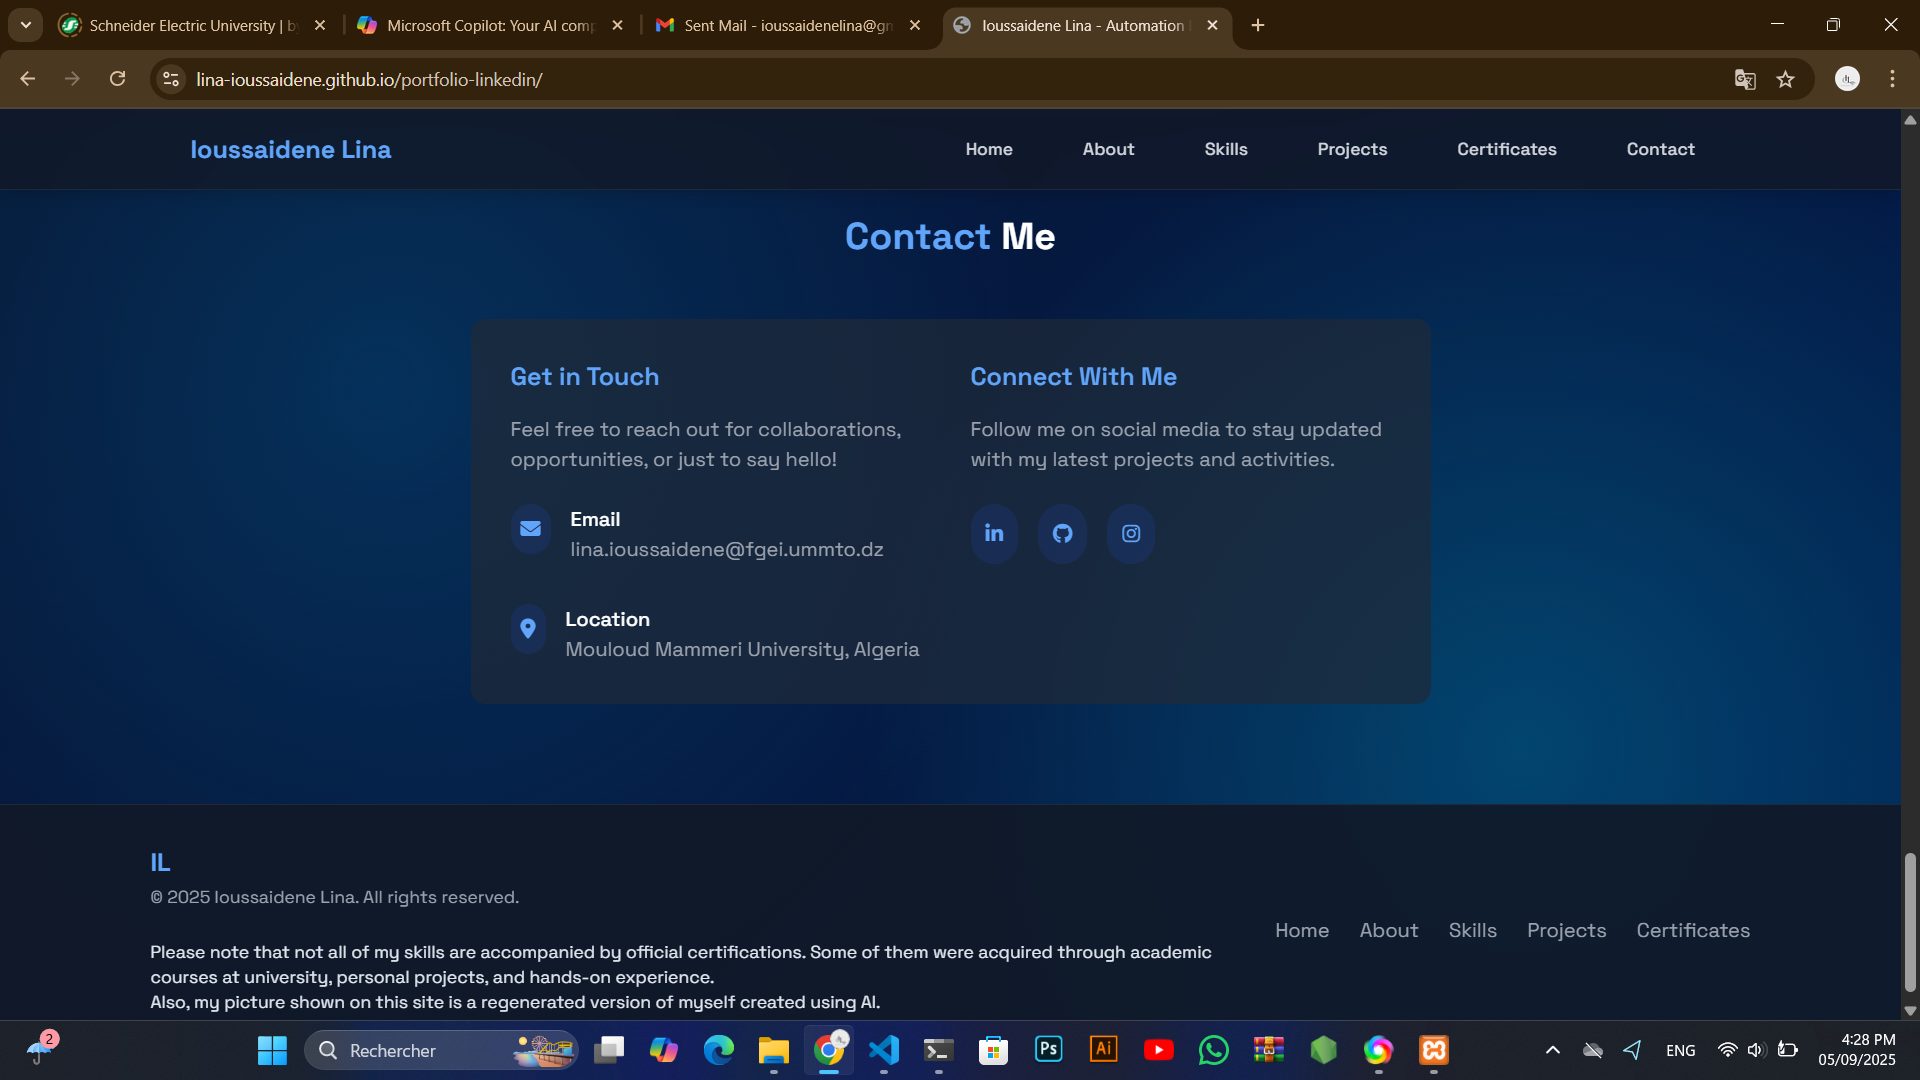 Schneider Electric University | b
Microsoft Copilot: Your AI comp
Sent Mail - ioussaidenelina@gm
Ioussaidene Lina - Automation
lina-ioussaidene.github.io/portfolio-linkedin/
Ioussaidene Lina
Home
About
Skills
Projects
Certificates
Contact
Contact Me
Get in Touch
Feel free to reach out for collaborations,
opportunities, or just to say hello!
Email
lina.ioussaidene@fgei.ummto.dz
Location
Mouloud Mammeri University, Algeria
Connect With Me
Follow me on social media to stay updated
with my latest projects and activities.
in
IL
© 2025 Ioussaidene Lina. All rights reserved.
Please note that not all of my skills are accompanied by official certifications. Some of them were acquired through academic
courses at university, personal projects, and hands-on experience.
Also, my picture shown on this site is a regenerated version of myself created using AI.
Home
About
Skills
Projects
Certificates
2
Rechercher
Ps
Ai
ENG
4:28 PM
05/09/2025